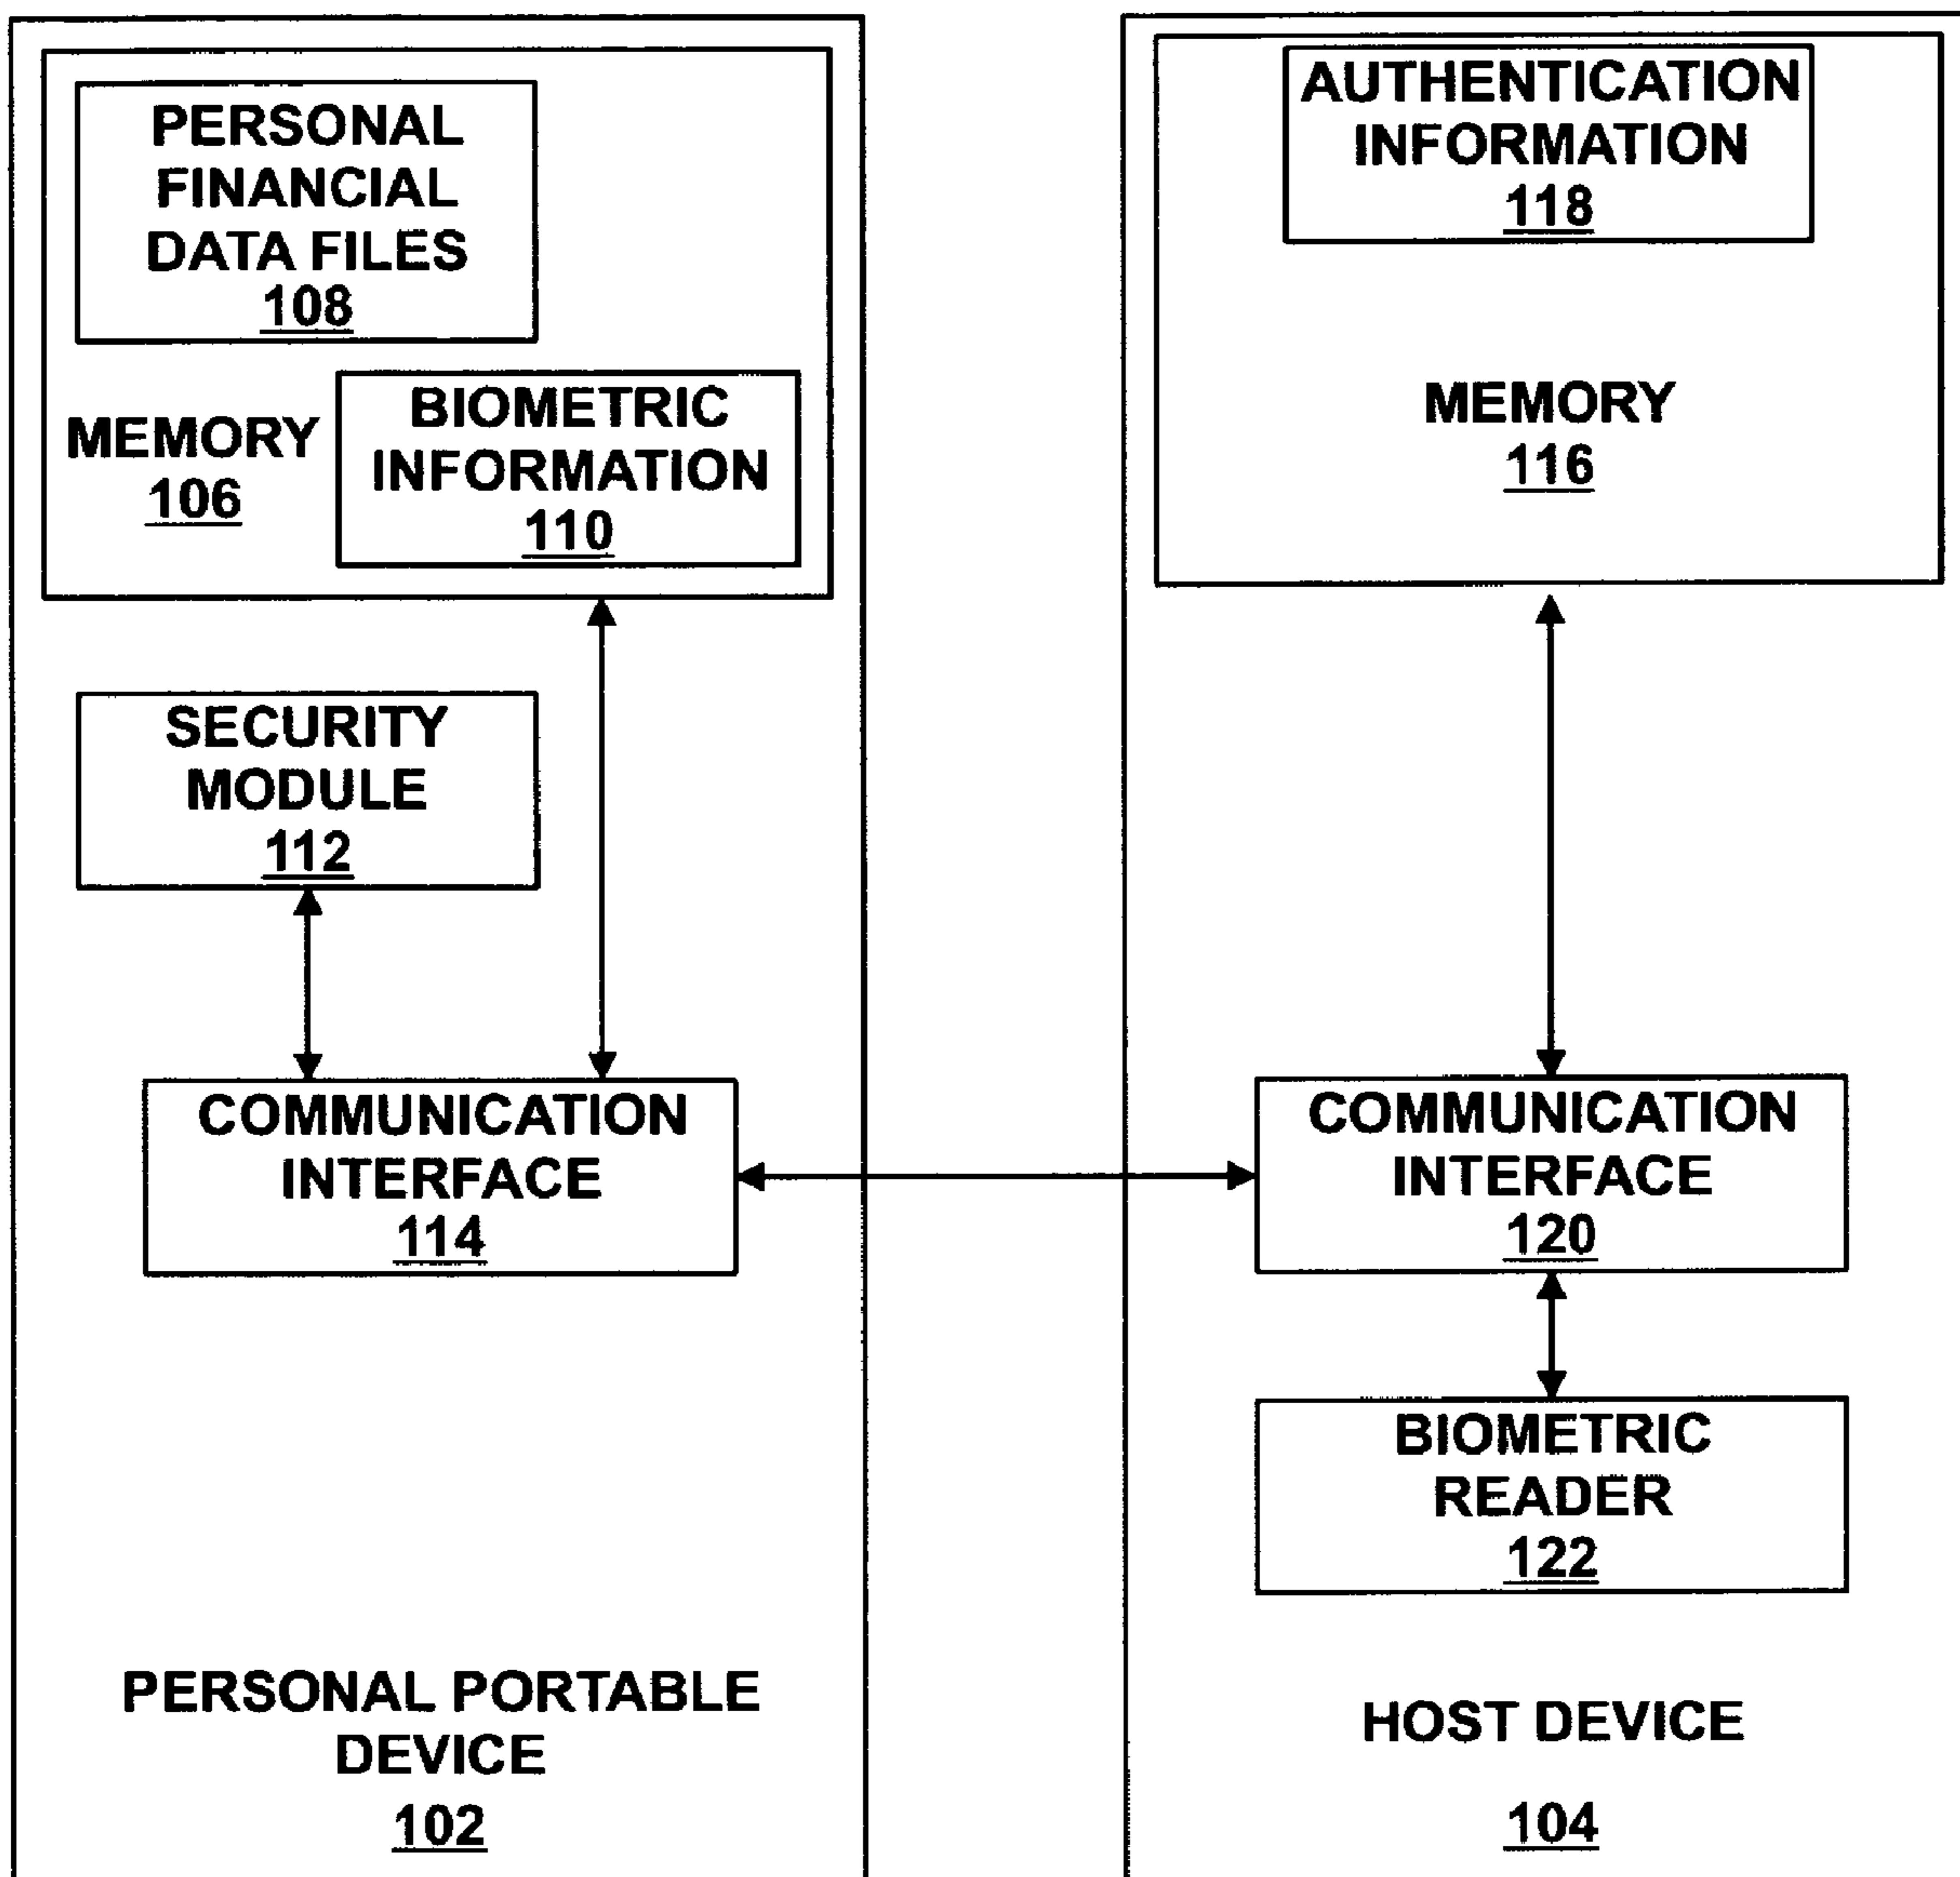 PERSONAL
FINANCIAL
DATA FILES
108
MEMORY
106
BIOMETRIC
INFORMATION
110
SECURITY
MODULE
112
COMMUNICATION
INTERFACE
114
PERSONAL PORTABLE
DEVICE
102
AUTHENTICATION
INFORMATION
118
MEMORY
116
COMMUNICATION
INTERFACE
120
BIOMETRIC
READER
122
HOST DEVICE
104